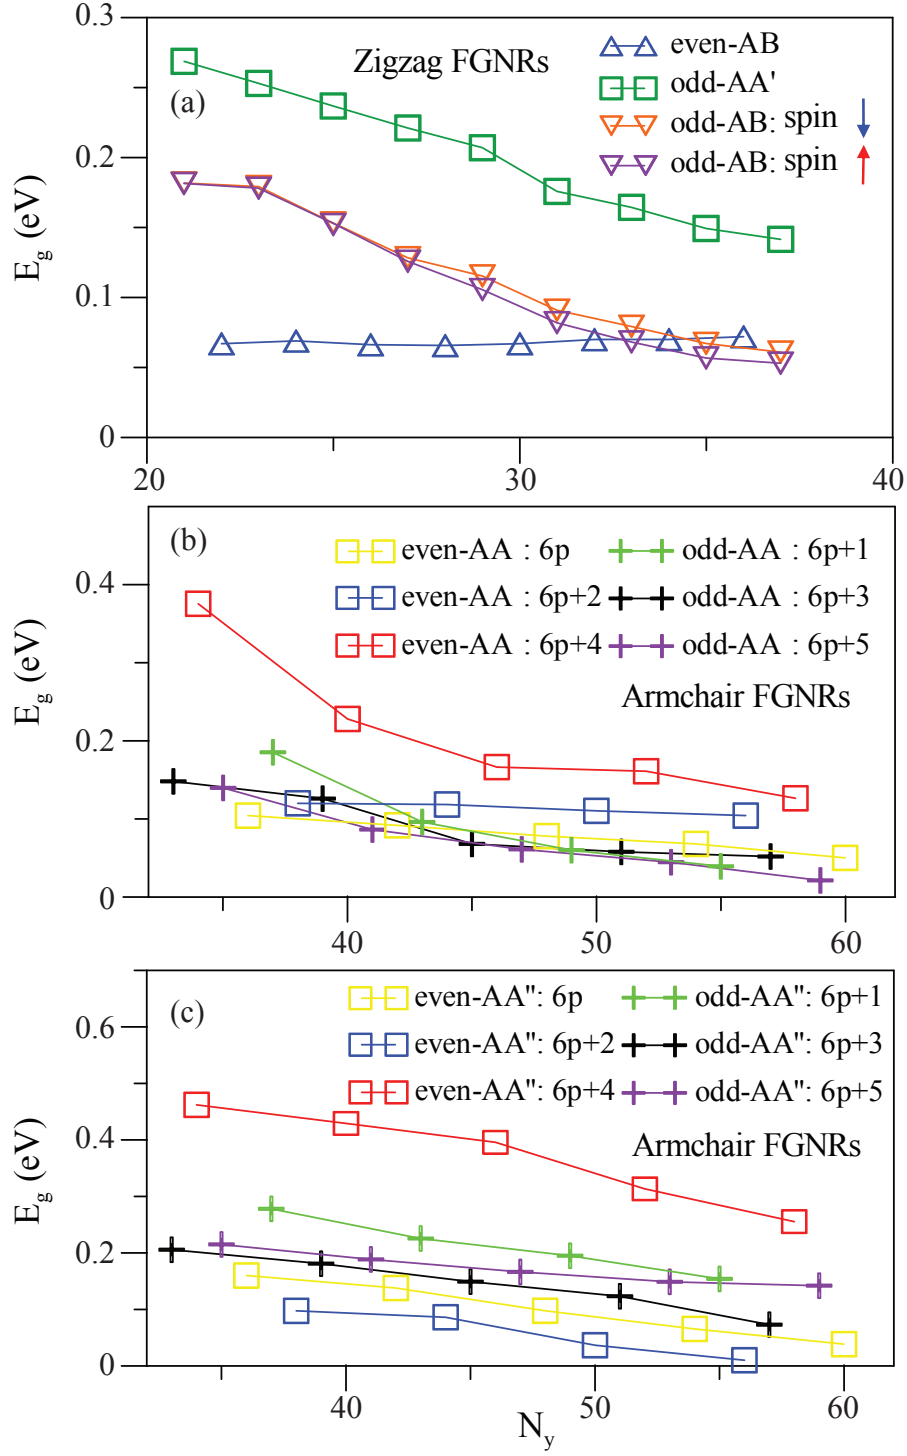 0.3
Zigzag FGNRs
even-AB
(a)
odd-AA'
odd-AB: spin
0.2
odd-AB: spin
E_g (eV)
0.1
0
20 30 40
(b)
even-AA : 6p odd-AA : 6p+1
0.4
even-AA : 6p+2 odd-AA : 6p+3
even-AA : 6p+4 odd-AA : 6p+5
E_g (eV)
Armchair FGNRs
0.2
0
40 50 60
(c)
even-AA": 6p odd-AA": 6p+1
0.6
even-AA": 6p+2 odd-AA": 6p+3
even-AA": 6p+4 odd-AA": 6p+5
0.4
Armchair FGNRs
E_g (eV)
0.2
0
40 50 60
N_y